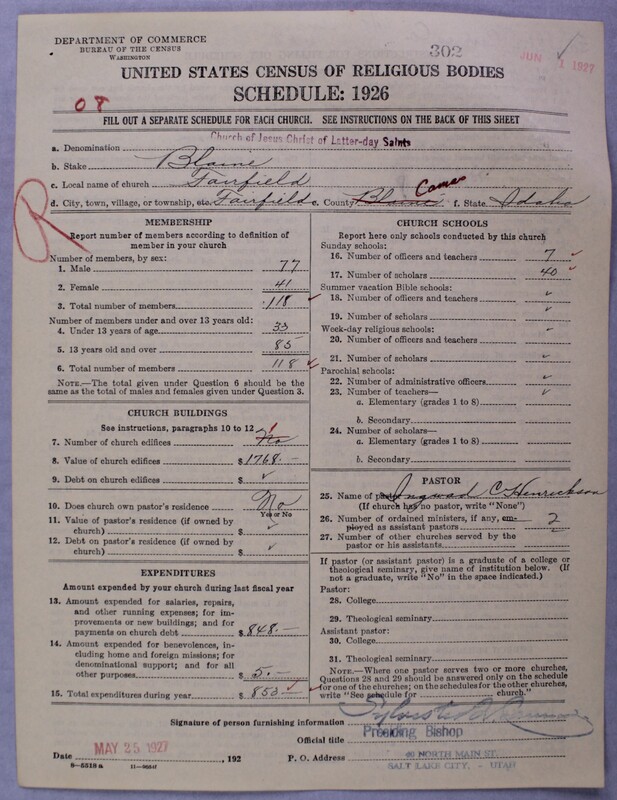 DEPARTMENT OF COMMERCE
BUREAU OF THE CENSUS
WASHINGTON
302
JUN 1 1927
UNITED STATES CENSUS OF RELIGIOUS BODIES
SCHEDULE: 1926
08
FILL OUT A SEPARATE SCHEDULE FOR EACH CHURCH. SEE INSTRUCTIONS ON THE BACK OF THIS SHEET
a. Denomination Church of Jesus Christ of Latter-day Saints
b. Stake Blaine
c. Local name of church Fairfield
d. City, town, village, or township, etc. Fairfield e. County Blaine Camas f. State Idaho
R
MEMBERSHIP
Report number of members according to definition of member in your church
Number of members, by sex:
1. Male 77
2. Female 41
3. Total number of members 118
Number of members under and over 13 years old:
4. Under 13 years of age 33
5. 13 years old and over 85
6. Total number of members 118
NOTE.—The total given under Question 6 should be the same as the total of males and females given under Question 3.
CHURCH BUILDINGS
See instructions, paragraphs 10 to 12
7. Number of church edifices No 1
8. Value of church edifices $1768.—
9. Debt on church edifices $
10. Does church own pastor's residence? No
Yes or No
11. Value of pastor's residence (if owned by church) $
12. Debt on pastor's residence (if owned by church) $
EXPENDITURES
Amount expended by your church during last fiscal year
13. Amount expended for salaries, repairs, and other running expenses; for improvements or new buildings; and for payments on church debt $848.—
14. Amount expended for benevolences, including home and foreign missions; for denominational support; and for all other purposes $5.—
15. Total expenditures during year $853—
CHURCH SCHOOLS
Report here only schools conducted by this church
Sunday schools:
16. Number of officers and teachers 7
17. Number of scholars 40
Summer vacation Bible schools:
18. Number of officers and teachers
19. Number of scholars
Week-day religious schools:
20. Number of officers and teachers
21. Number of scholars
Parochial schools:
22. Number of administrative officers
23. Number of teachers—
a. Elementary (grades 1 to 8)
b. Secondary
24. Number of scholars—
a. Elementary (grades 1 to 8)
b. Secondary
PASTOR
25. Name of C Henrickson
(If church has no pastor, write "None")
26. Number of ordained ministers, if any, employed as assistant pastors 2
27. Number of other churches served by the pastor or his assistants
If pastor (or assistant pastor) is a graduate of a college or theological seminary, give name of institution below. (If not a graduate, write "No" in the space indicated.)
Pastor:
28. College
29. Theological seminary
Assistant pastor:
30. College
31. Theological seminary
NOTE.—Where one pastor serves two or more churches, Questions 28 and 29 should be answered only on the schedule for one of the churches; on the schedules for the other churches, write "See schedule for church."
Signature of person furnishing information
Official title Presiding Bishop
Date MAY 25 1927, 192 P. O. Address 40 NORTH MAIN ST.
SALT LAKE CITY, - UTAH
8—5518 a